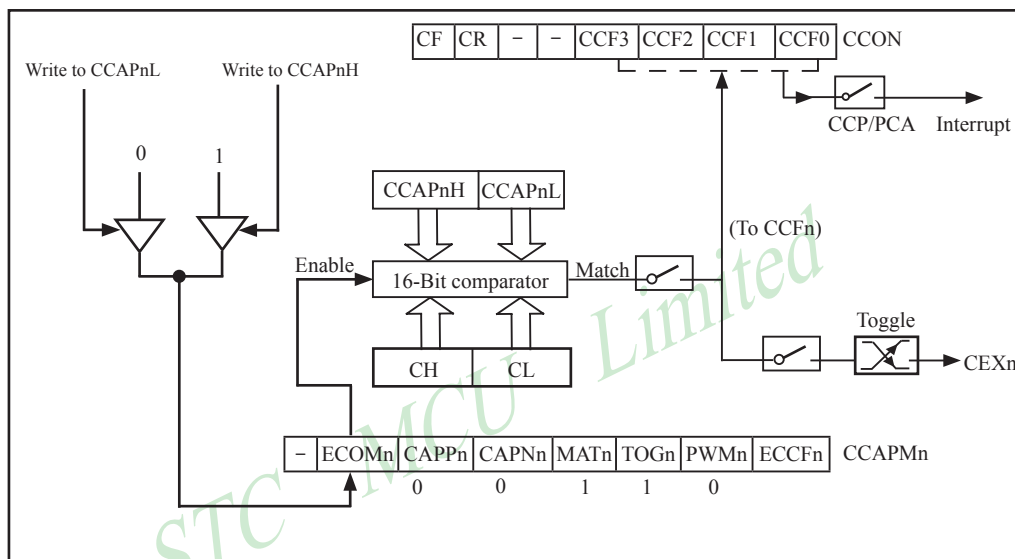 CF CR – – CCF3 CCF2 CCF1 CCF0 CCON
Write to CCAPnL Write to CCAPnH
CCP/PCA Interrupt
0 1
CCAPnH CCAPnL
(To CCFn)
Enable 16-Bit comparator Match
Toggle
CH CL CEXn
– ECOMn CAPPn CAPNn MATn TOGn PWMn ECCFn CCAPMn
0 0 1 1 0
STC MCU Limited